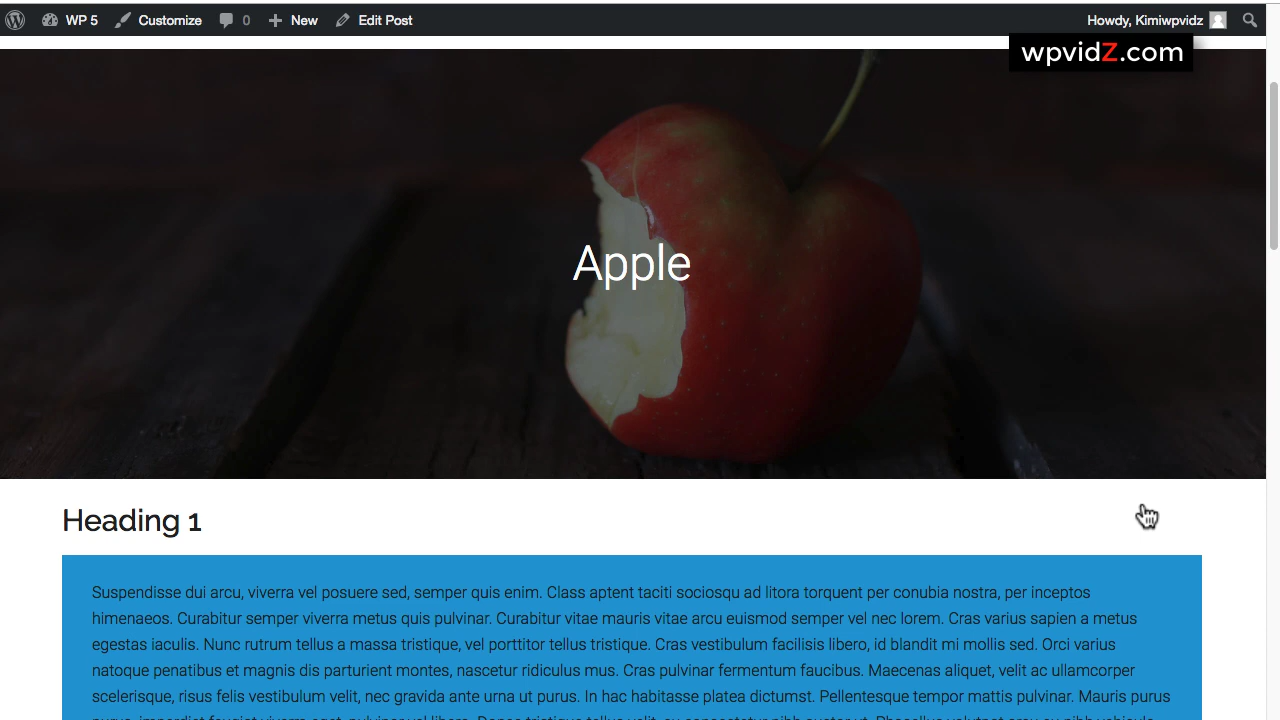 WP 5 Customize 0 New Edit Post Howdy, Kimiwpvidz
wpvidZ.com
Apple
Heading 1
Suspendisse dui arcu, viverra vel posuere sed, semper quis enim. Class aptent taciti sociosqu ad litora torquent per conubia nostra, per inceptos
himenaeos. Curabitur semper viverra metus quis pulvinar. Curabitur vitae mauris vitae arcu euismod semper vel nec lorem. Cras varius sapien a metus
egestas iaculis. Nunc rutrum tellus a massa tristique, vel porttitor tellus tristique. Cras vestibulum facilisis libero, id blandit mi mollis sed. Orci varius
natoque penatibus et magnis dis parturient montes, nascetur ridiculus mus. Cras pulvinar fermentum faucibus. Maecenas aliquet, velit ac ullamcorper
scelerisque, risus felis vestibulum velit, nec gravida ante urna ut purus. In hac habitasse platea dictumst. Pellentesque tempor mattis pulvinar. Mauris purus